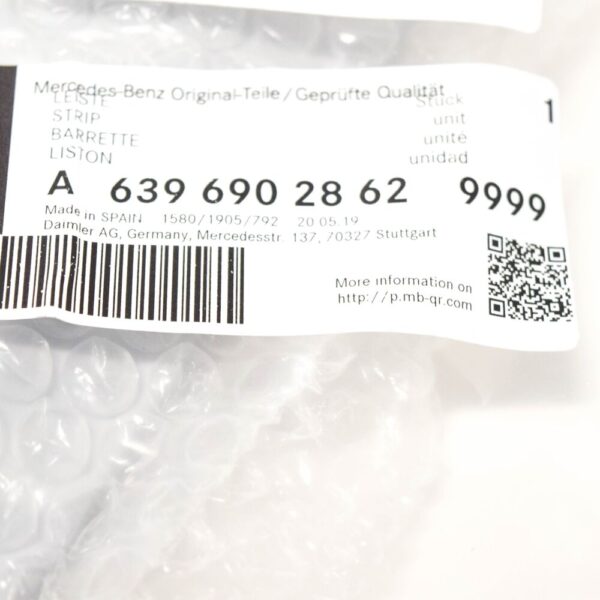 Mercedes-Benz Original-Teile / Geprüfte Qualität
LEISTE Stück 1
STRIP unit
BARRETTE unité
LISTON unidad
A 639 690 28 62 9999
Made in SPAIN 1580/1905/792 20.05.19
Daimler AG, Germany, Mercedesstr. 137, 70327 Stuttgart
More information on
http://p.mb-qr.com